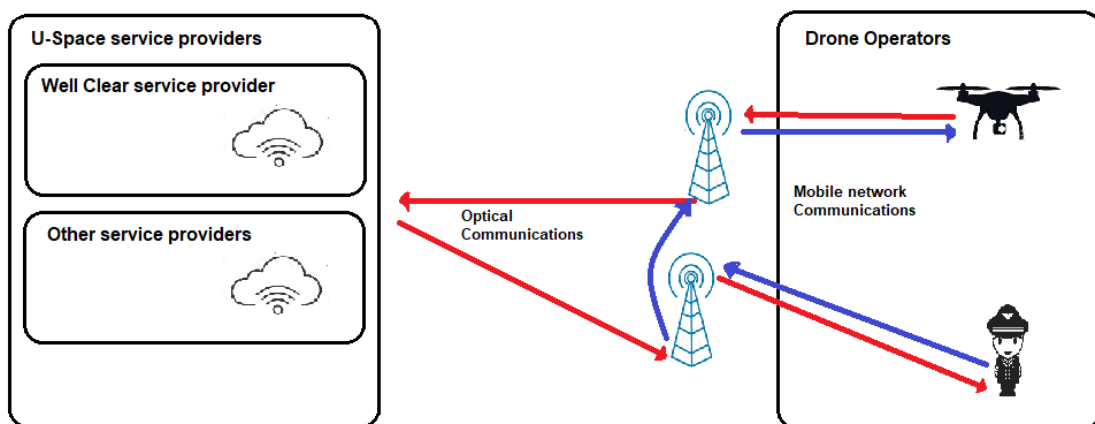 U-Space service providers
Well Clear service provider
Other service providers
Optical
Communications
Drone Operators
Mobile network
Communications